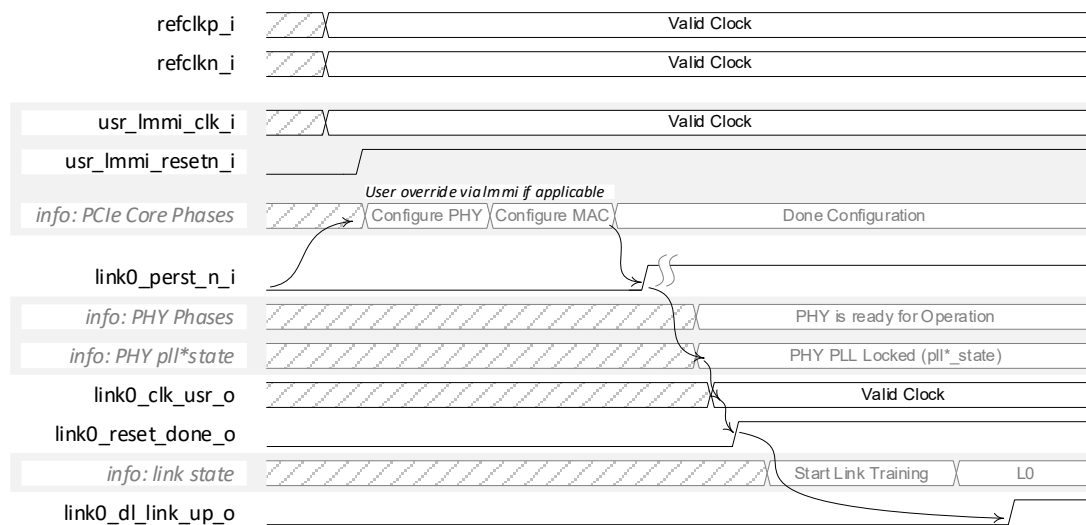 refclkp_i Valid Clock
refclkn_i Valid Clock
usr_lmmi_clk_i Valid Clock
usr_lmmi_resetn_i
User override via lmmi if applicable
info: PCIe Core Phases Configure PHY Configure MAC Done Configuration
link0_perst_n_i
info: PHY Phases PHY is ready for Operation
info: PHY pll*state PHY PLL Locked (pll*_state)
link0_clk_usr_o Valid Clock
link0_reset_done_o
info: link state Start Link Training L0
link0_dl_link_up_o